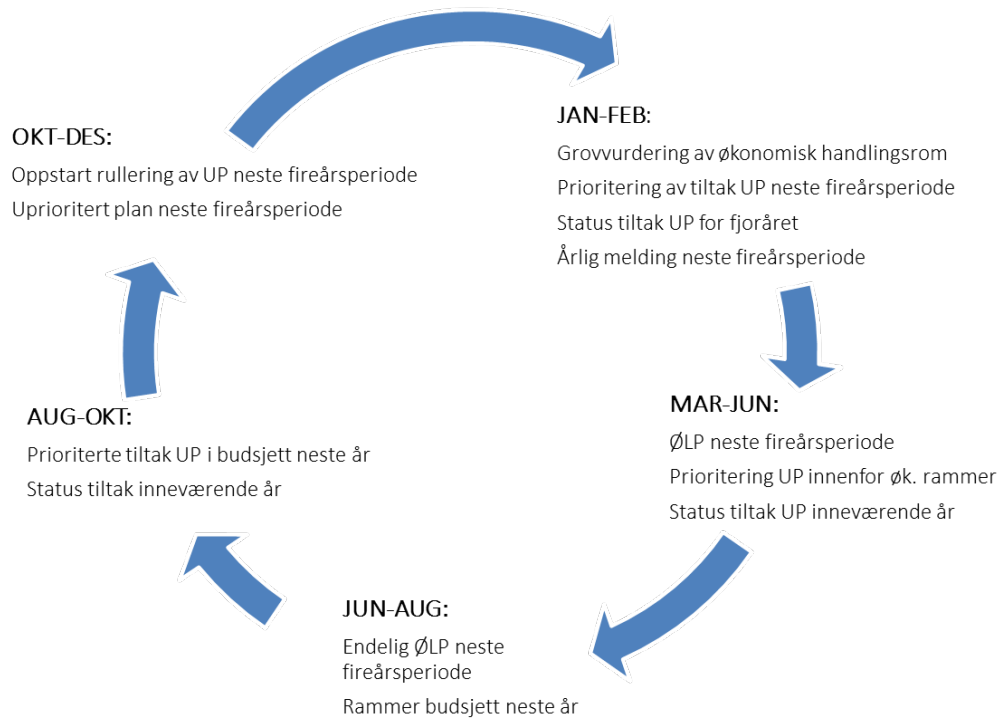 JAN-FEB:
Grovvurdering av økonomisk handlingsrom
Prioritering av tiltak UP neste fireårsperiode
Status tiltak UP for fjoråret
Årlig melding neste fireårsperiode
MAR-JUN:
ØLP neste fireårsperiode
Prioritering UP innenfor øk. rammer
Status tiltak UP inneværende år
JUN-AUG:
Endelig ØLP neste
fireårsperiode
Rammer budsjett neste år
AUG-OKT:
Prioriterte tiltak UP i budsjett neste år
Status tiltak inneværende år
OKT-DES:
Oppstart rullering av UP neste fireårsperiode
Uprioritert plan neste fireårsperiode